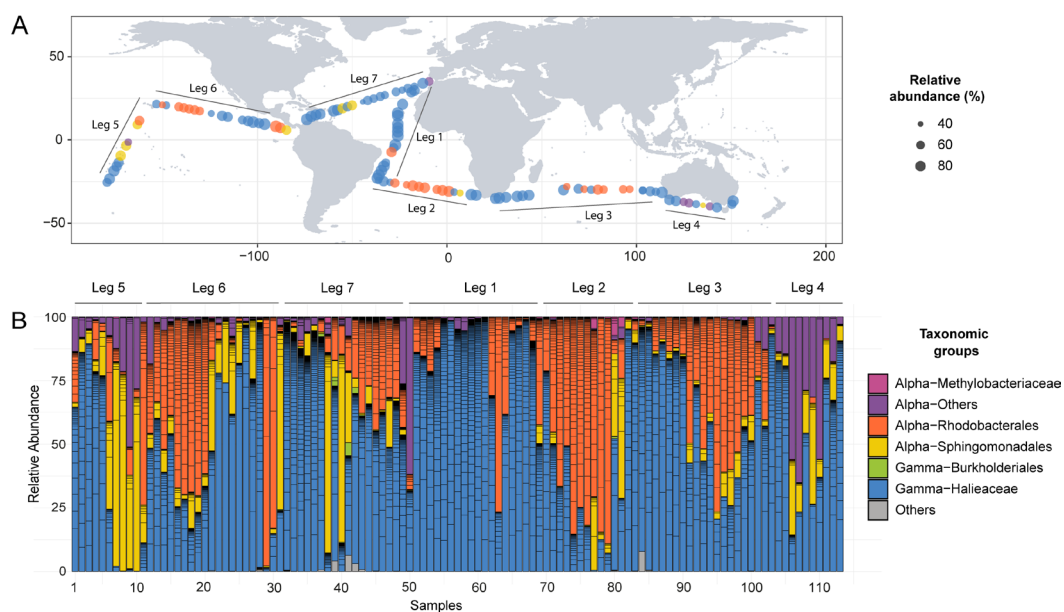 A
50
0
−50
−100
0
100
200
Leg 6
Leg 7
Leg 5
Leg 1
Leg 2
Leg 3
Leg 4
Relative
abundance (%)
40
60
80
Leg 5
Leg 6
Leg 7
Leg 1
Leg 2
Leg 3
Leg 4
B
Relative Abundance
100
75
50
25
0
1
10
20
30
40
50
60
70
80
90
100
110
Samples
Taxonomic
groups
Alpha−Methylobacteriaceae
Alpha−Others
Alpha−Rhodobacterales
Alpha−Sphingomonadales
Gamma−Burkholderiales
Gamma−Halieaceae
Others